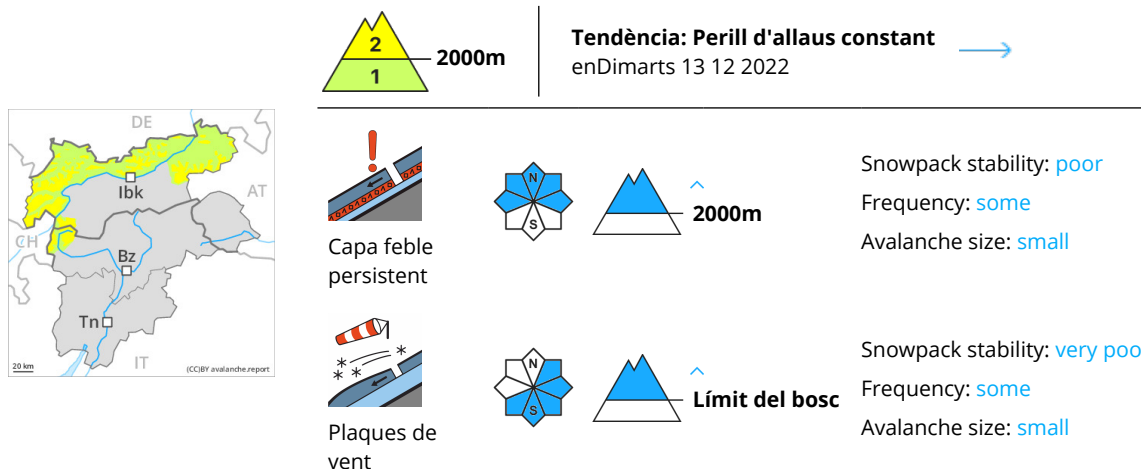 2
1
2000m
Tendència: Perill d'allaus constant
enDimarts 13 12 2022
DE
AT
CH
IT
Ibk
Bz
Tn
20 km
(CC)BY avalanche.report
Capa feble
persistent
N
S
2000m
Snowpack stability: poor
Frequency: some
Avalanche size: small
Plaques de
vent
N
S
Límit del bosc
Snowpack stability: very poo
Frequency: some
Avalanche size: small